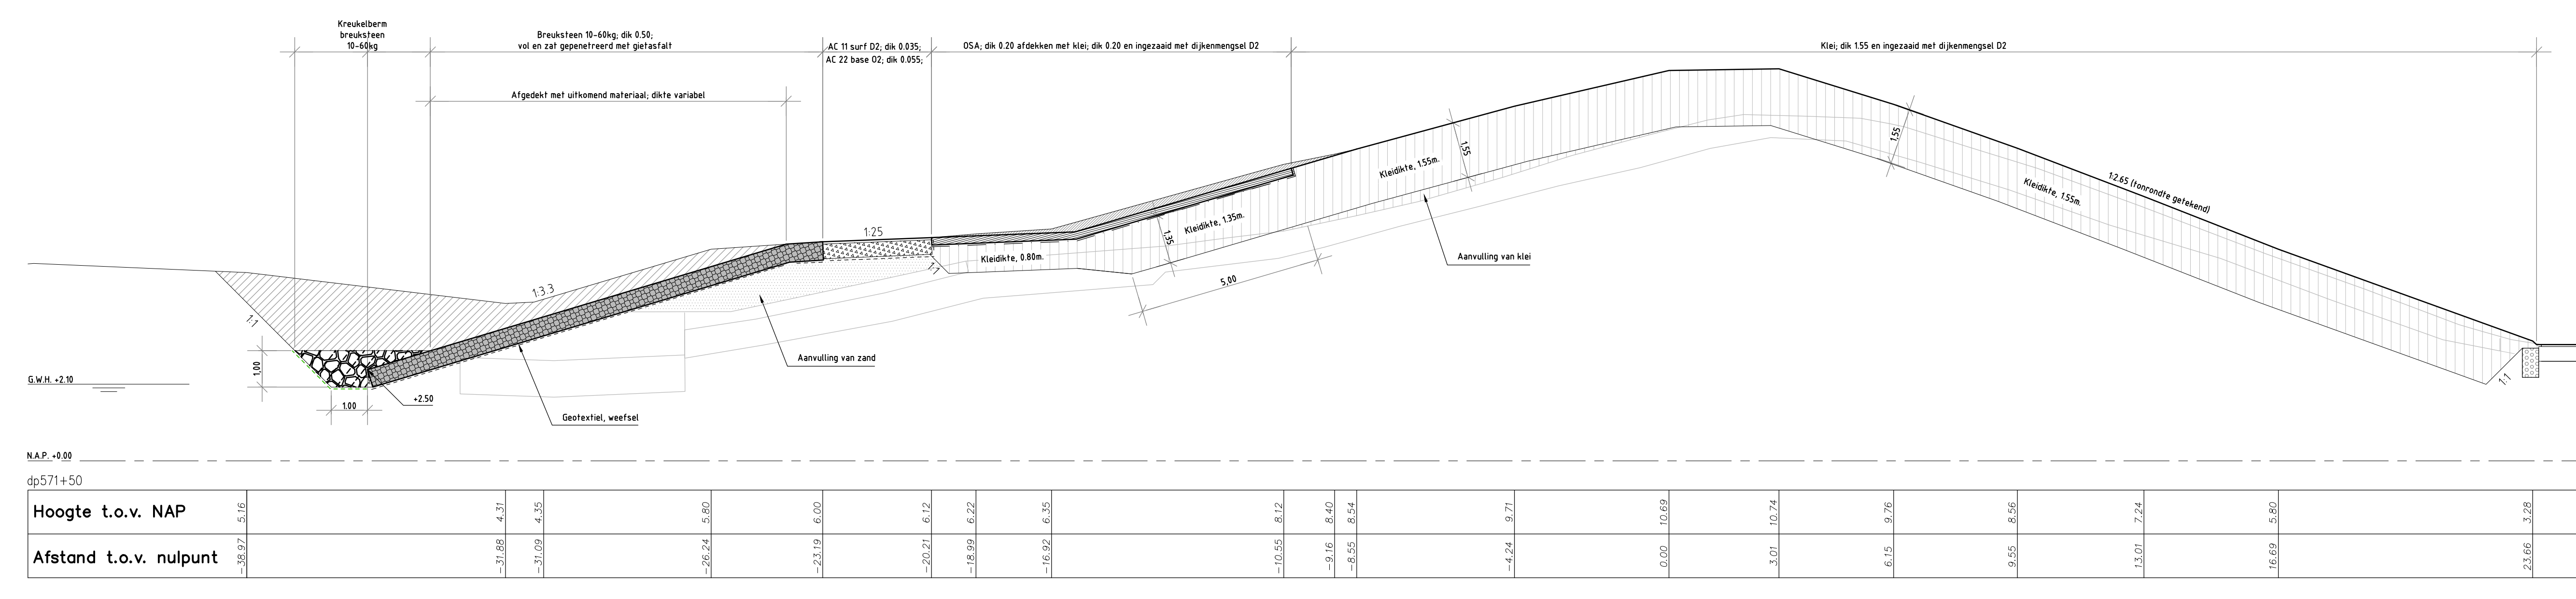 Kreukelberm
breuksteen
10-60kg
Breuksteen 10-60kg; dik 0.50;
vol en zat gepenetreerd met gietasfalt
AC 11 surf D2; dik 0.035;
AC 22 base O2; dik 0.055;
OSA; dik 0.20 afdekken met klei; dik 0.20 en ingezaaid met dijkenmengsel D2
Klei; dik 1.55 en ingezaaid met dijkenmengsel D2
Afgedekt met uitkomend materiaal; dikte variabel
1,55
1,55
Kleidikte, 1.55m.
Kleidikte, 1.55m.
1:2.65 (tonrondte getekend)
1:25
Kleidikte, 1.35m.
1,35
Kleidikte, 0.80m.
1:1
Aanvulling van klei
5,00
1:3.3
1:1
Aanvulling van zand
1,00
G.W.H. +2.10
+2.50
1.00
Geotextiel, weefsel
1:1
N.A.P. +0.00
dp571+50
Hoogte t.o.v. NAP 5.16 4.31 4.35 5.80 6.00 6.12 6.22 6.35 8.12 8.40 8.54 9.71 10.69 10.74 9.76 8.56 7.24 5.80 3.28
Afstand t.o.v. nulpunt -38.97 -31.88 -31.09 -26.24 -23.19 -20.21 -18.99 -16.92 -10.55 -9.16 -8.55 -4.24 0.00 3.01 6.15 9.55 13.01 16.69 23.66